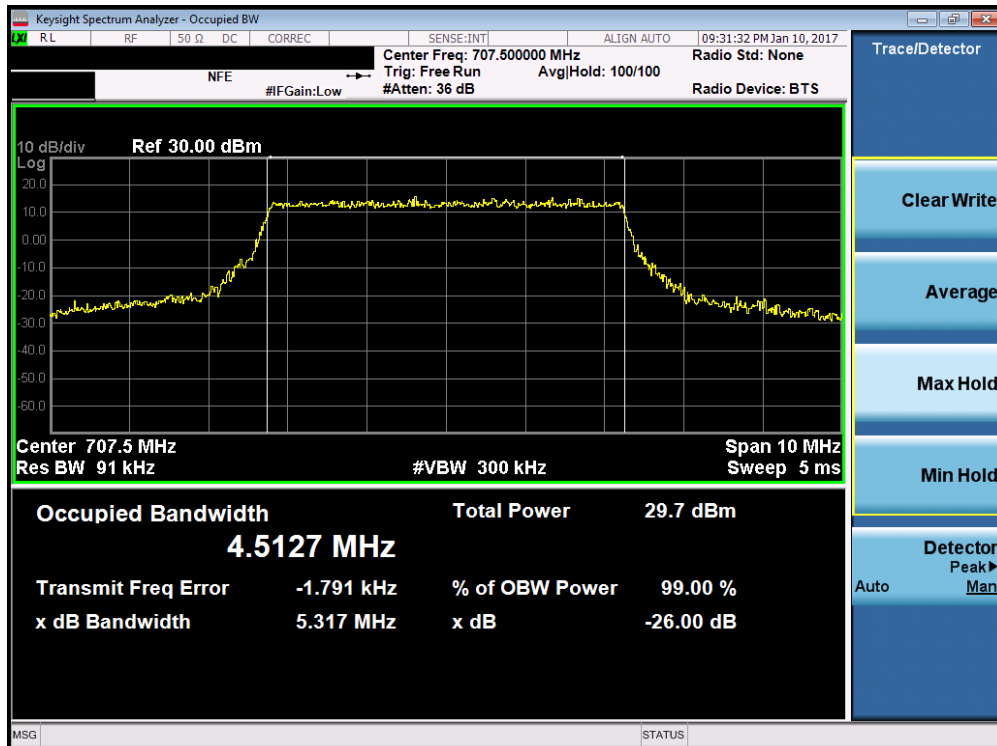 Keysight Spectrum Analyzer - Occupied BW
LXI RL RF 50 Ω DC CORREC SENSE:INT ALIGN AUTO 09:31:32 PM Jan 10, 2017
Center Freq: 707.500000 MHz Radio Std: None
NFE Trig: Free Run Avg|Hold: 100/100
#IFGain:Low #Atten: 36 dB Radio Device: BTS
10 dB/div Ref 30.00 dBm
Log
20.0
10.0
0.00
-10.0
-20.0
-30.0
-40.0
-50.0
-60.0
Center 707.5 MHz Span 10 MHz
Res BW 91 kHz #VBW 300 kHz Sweep 5 ms
Occupied Bandwidth Total Power 29.7 dBm
4.5127 MHz
Transmit Freq Error -1.791 kHz % of OBW Power 99.00 %
x dB Bandwidth 5.317 MHz x dB -26.00 dB
MSG STATUS
Trace/Detector
Clear Write
Average
Max Hold
Min Hold
Detector
Peak▶
Auto Man